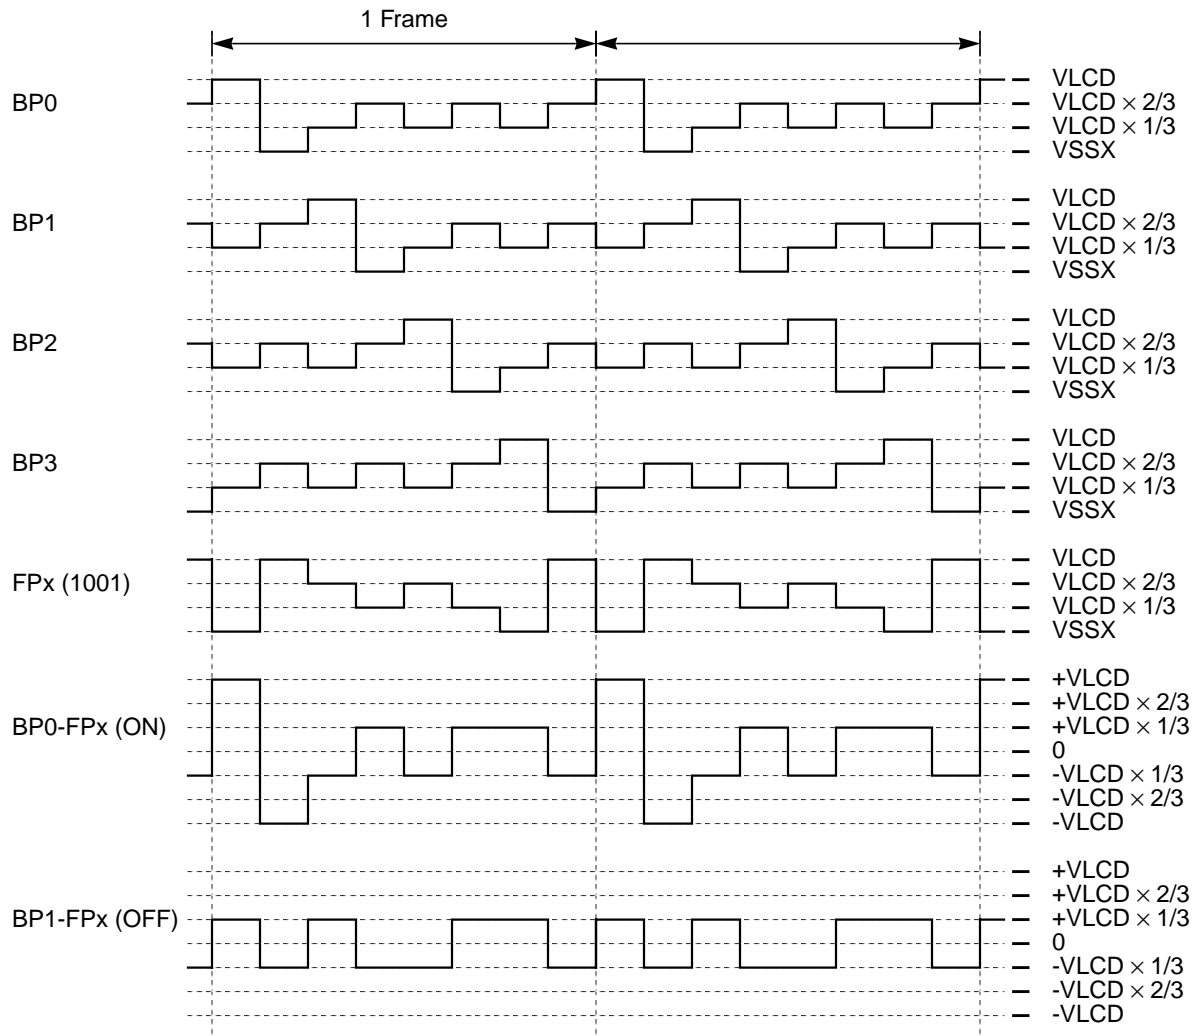 1 Frame
BP0
VLCD
VLCD × 2/3
VLCD × 1/3
VSSX
BP1
VLCD
VLCD × 2/3
VLCD × 1/3
VSSX
BP2
VLCD
VLCD × 2/3
VLCD × 1/3
VSSX
BP3
VLCD
VLCD × 2/3
VLCD × 1/3
VSSX
FPx (1001)
VLCD
VLCD × 2/3
VLCD × 1/3
VSSX
BP0-FPx (ON)
+VLCD
+VLCD × 2/3
+VLCD × 1/3
0
-VLCD × 1/3
-VLCD × 2/3
-VLCD
BP1-FPx (OFF)
+VLCD
+VLCD × 2/3
+VLCD × 1/3
0
-VLCD × 1/3
-VLCD × 2/3
-VLCD